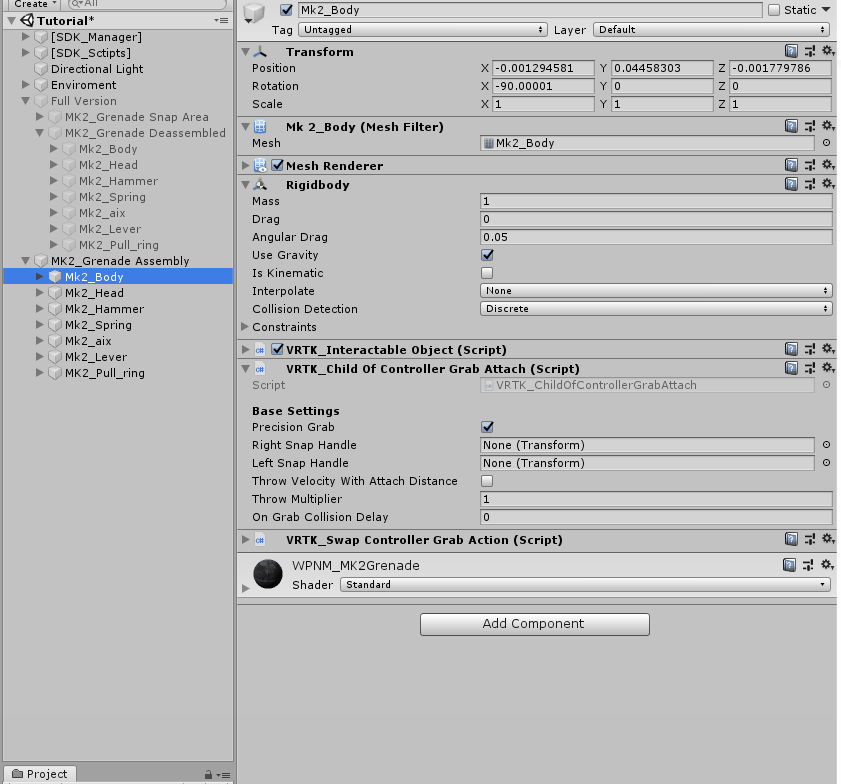 Create
All
Tutorial*
[SDK_Manager]
[SDK_Sctipts]
Directional Light
Enviroment
Full Version
MK2_Grenade Snap Area
MK2_Grenade Deassembled
Mk2_Body
Mk2_Head
Mk2_Hammer
Mk2_Spring
Mk2_aix
Mk2_Lever
MK2_Pull_ring
MK2_Grenade Assembly
Mk2_Body
Mk2_Head
Mk2_Hammer
Mk2_Spring
Mk2_aix
Mk2_Lever
MK2_Pull_ring
Project
Mk2_Body Static
Tag Untagged Layer Default
Transform
Position X -0.001294581 Y 0.04458303 Z -0.001779786
Rotation X -90.00001 Y 0 Z 0
Scale X 1 Y 1 Z 1
Mk 2_Body (Mesh Filter)
Mesh Mk2_Body
Mesh Renderer
Rigidbody
Mass 1
Drag 0
Angular Drag 0.05
Use Gravity
Is Kinematic
Interpolate None
Collision Detection Discrete
Constraints
c# VRTK_Interactable Object (Script)
c# VRTK_Child Of Controller Grab Attach (Script)
Script VRTK_ChildOfControllerGrabAttach
Base Settings
Precision Grab
Right Snap Handle None (Transform)
Left Snap Handle None (Transform)
Throw Velocity With Attach Distance
Throw Multiplier 1
On Grab Collision Delay 0
c# VRTK_Swap Controller Grab Action (Script)
WPNM_MK2Grenade
Shader Standard
Add Component